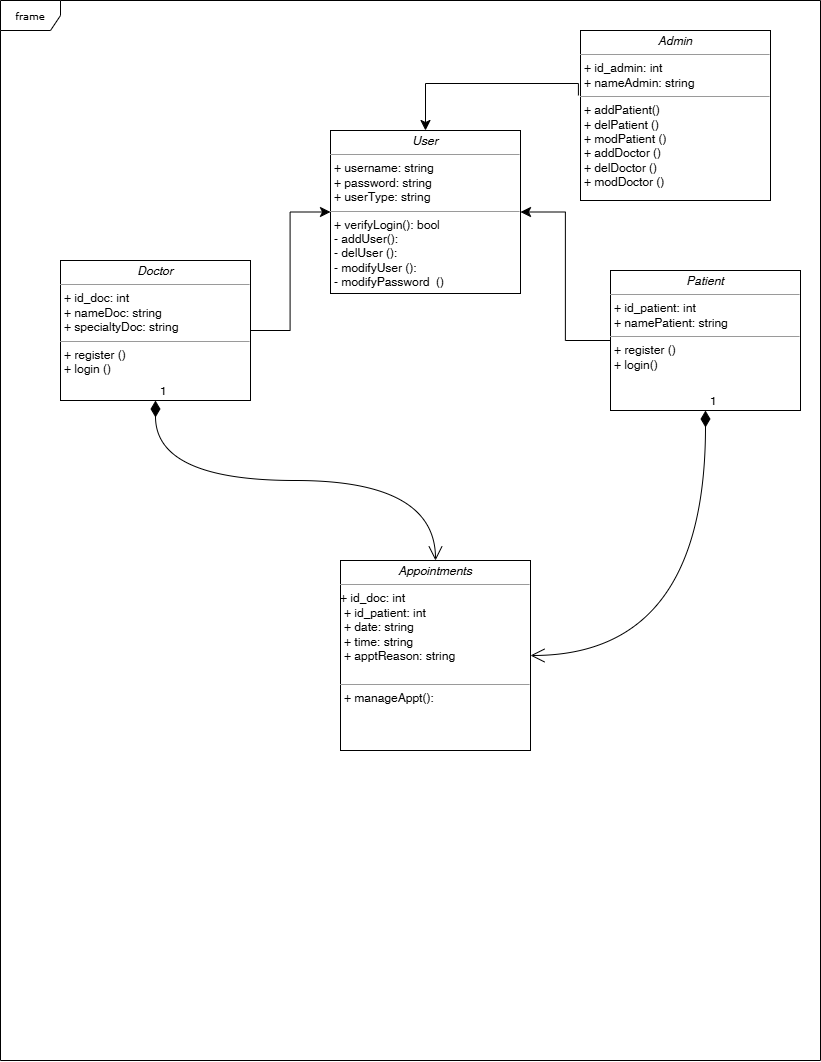 frame
Admin
+ id_admin: int
+ nameAdmin: string
+ addPatient()
+ delPatient ()
+ modPatient ()
+ addDoctor ()
+ delDoctor ()
+ modDoctor ()
User
+ username: string
+ password: string
+ userType: string
+ verifyLogin(): bool
- addUser():
- delUser ():
- modifyUser ():
- modifyPassword  ()
Doctor
+ id_doc: int
+ nameDoc: string
+ specialtyDoc: string
+ register ()
+ login ()
1
Patient
+ id_patient: int
+ namePatient: string
+ register ()
+ login()
1
Appointments
+ id_doc: int
+ id_patient: int
+ date: string
+ time: string
+ apptReason: string
+ manageAppt():